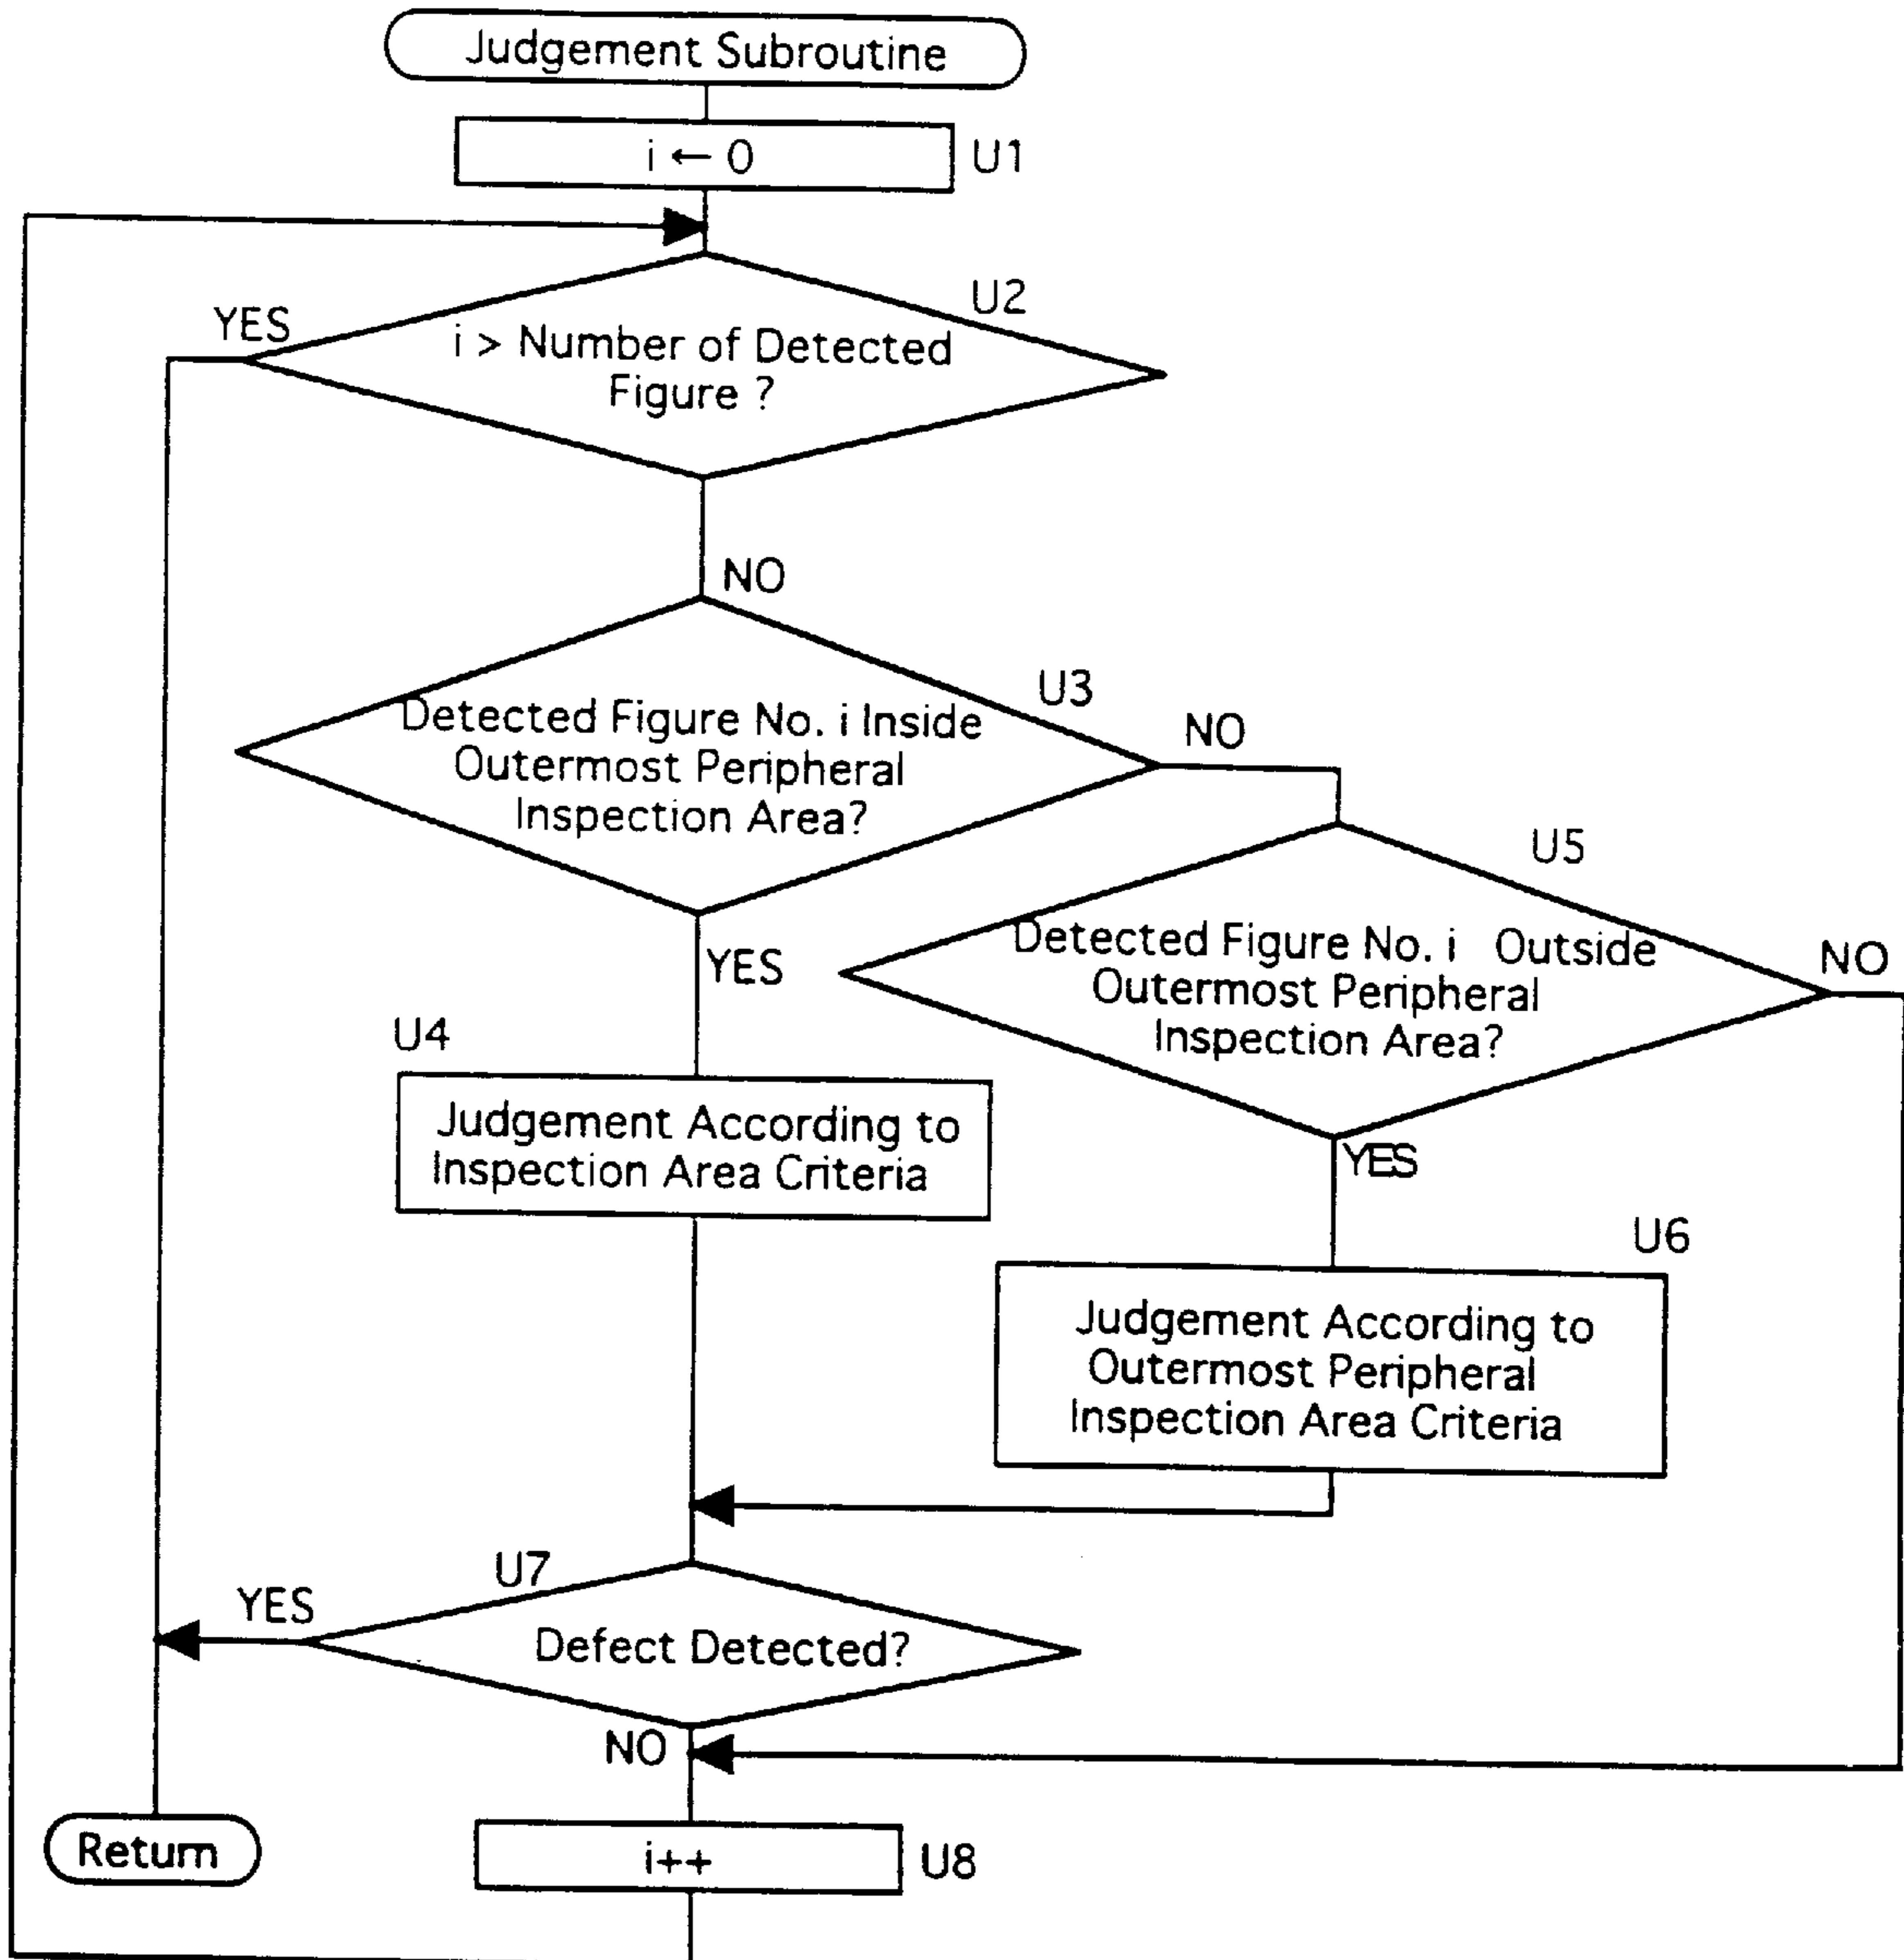 Judgement Subroutine
i ← 0
U1
U2
YES
i > Number of Detected
Figure ?
NO
U3
Detected Figure No. i Inside
Outermost Peripheral
Inspection Area?
NO
U5
YES
Detected Figure No. i Outside
Outermost Peripheral
Inspection Area?
NO
U4
Judgement According to
Inspection Area Criteria
YES
U6
Judgement According to
Outermost Peripheral
Inspection Area Criteria
U7
YES
Defect Detected?
NO
Return
i++
U8